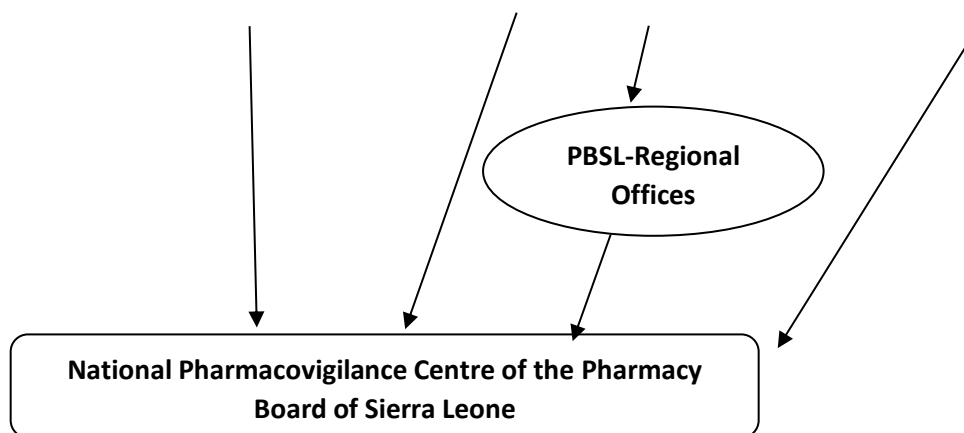 PBSL-Regional
Offices
National Pharmacovigilance Centre of the Pharmacy
Board of Sierra Leone